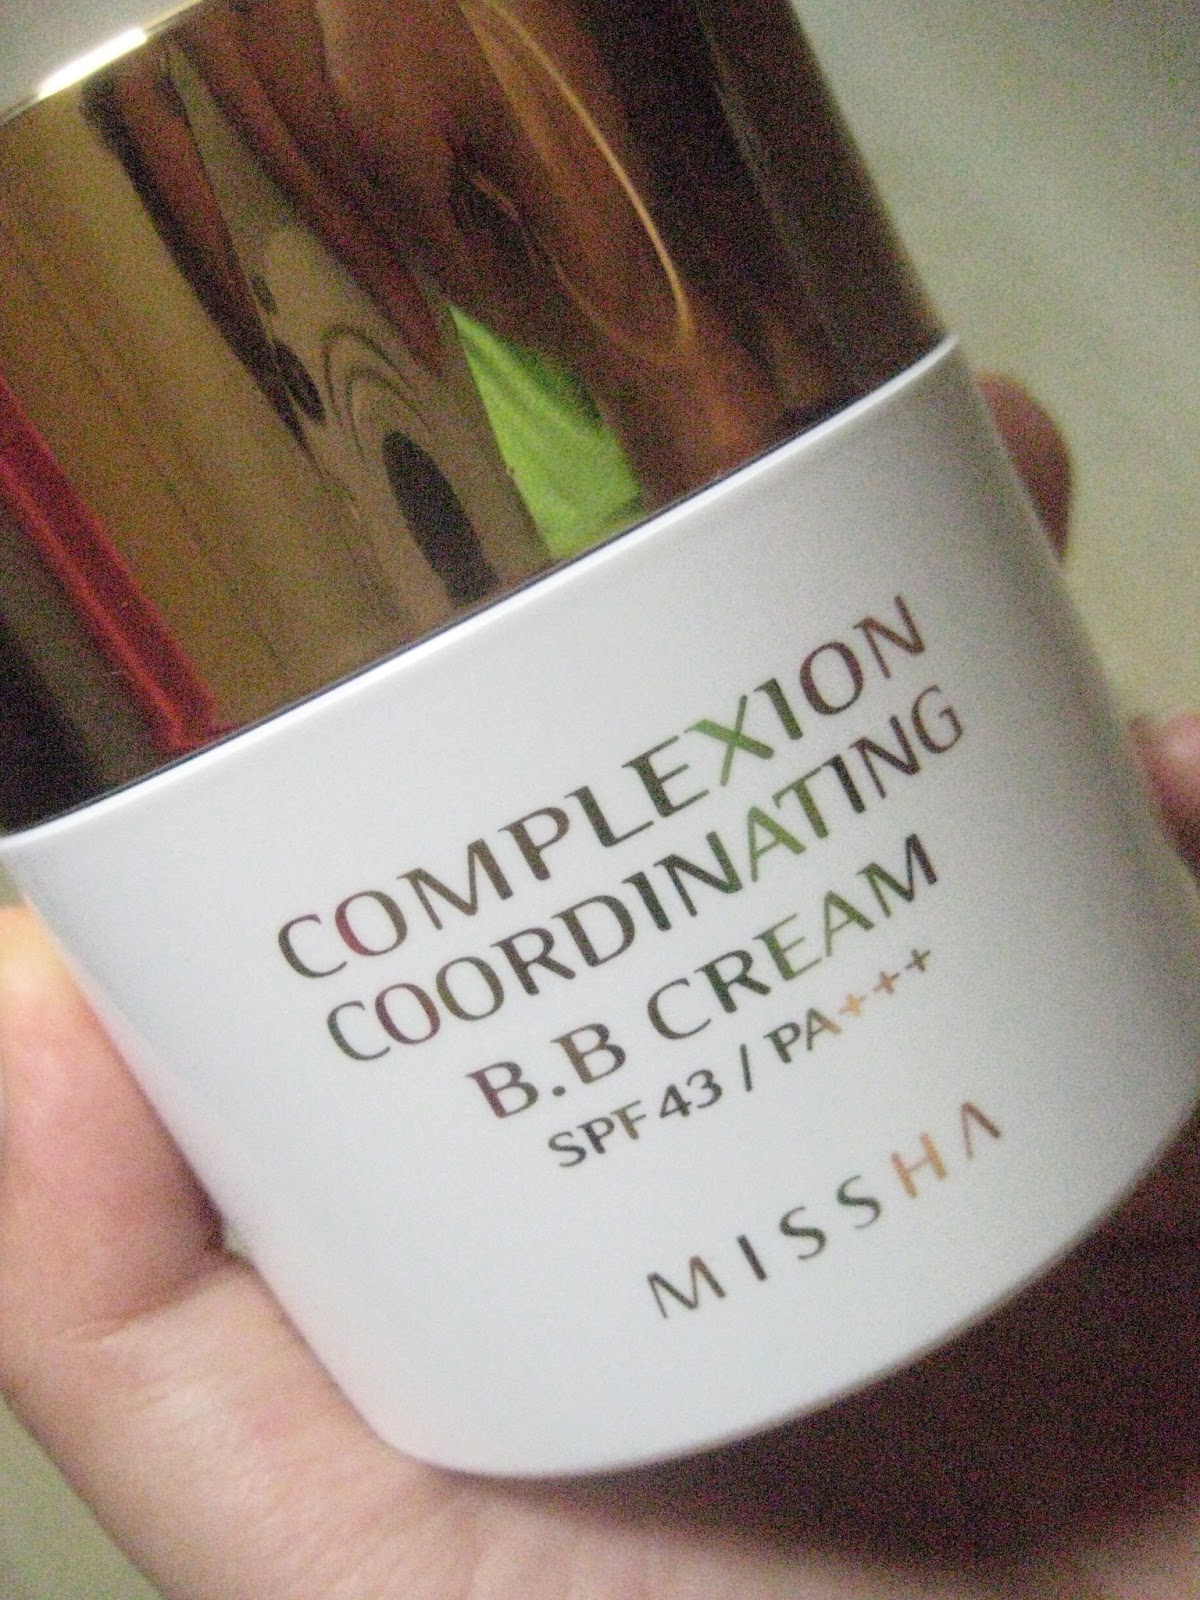 COMPLEXION
COORDINATING
B.B CREAM
SPF 43 / PA+++
MISSHA